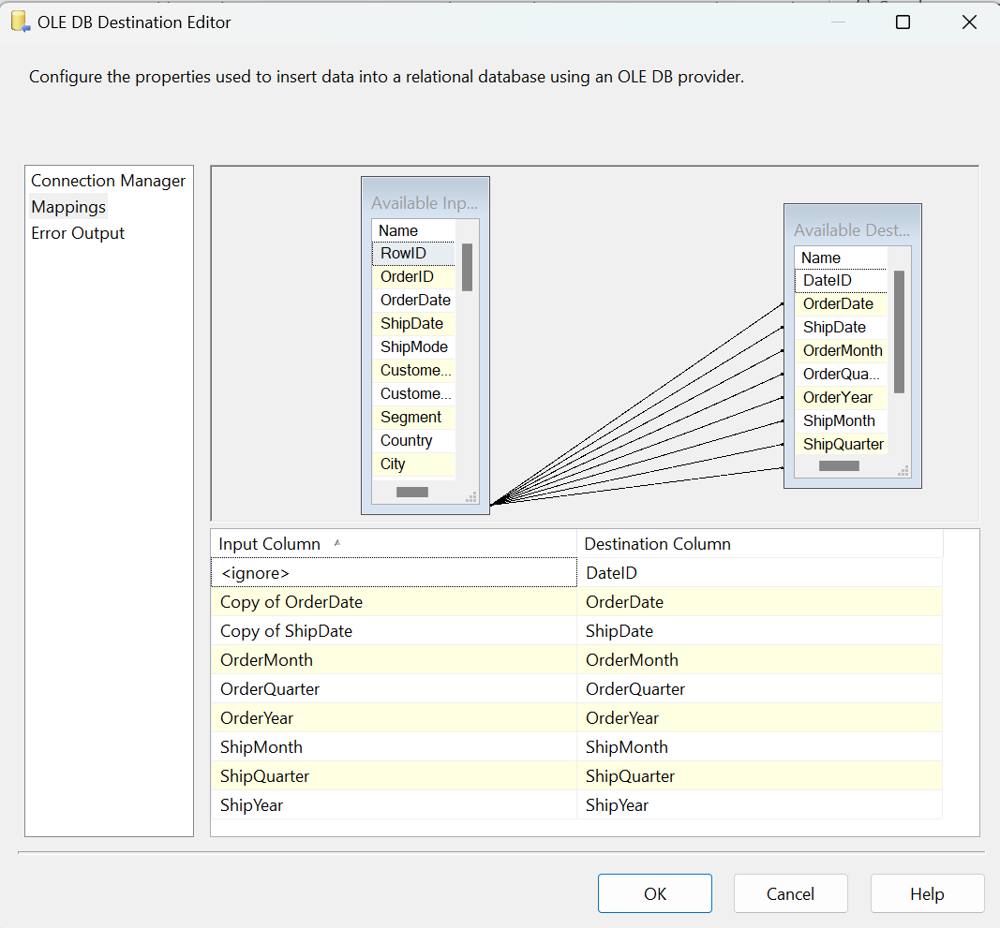 OLE DB Destination Editor
Configure the properties used to insert data into a relational database using an OLE DB provider.
Connection Manager
Mappings
Error Output
Available Inp...
Name
RowID
OrderID
OrderDate
ShipDate
ShipMode
Custome...
Custome...
Segment
Country
City
Available Dest...
Name
DateID
OrderDate
ShipDate
OrderMonth
OrderQua...
OrderYear
ShipMonth
ShipQuarter
Input Column Destination Column
<ignore> DateID
Copy of OrderDate OrderDate
Copy of ShipDate ShipDate
OrderMonth OrderMonth
OrderQuarter OrderQuarter
OrderYear OrderYear
ShipMonth ShipMonth
ShipQuarter ShipQuarter
ShipYear ShipYear
OK Cancel Help